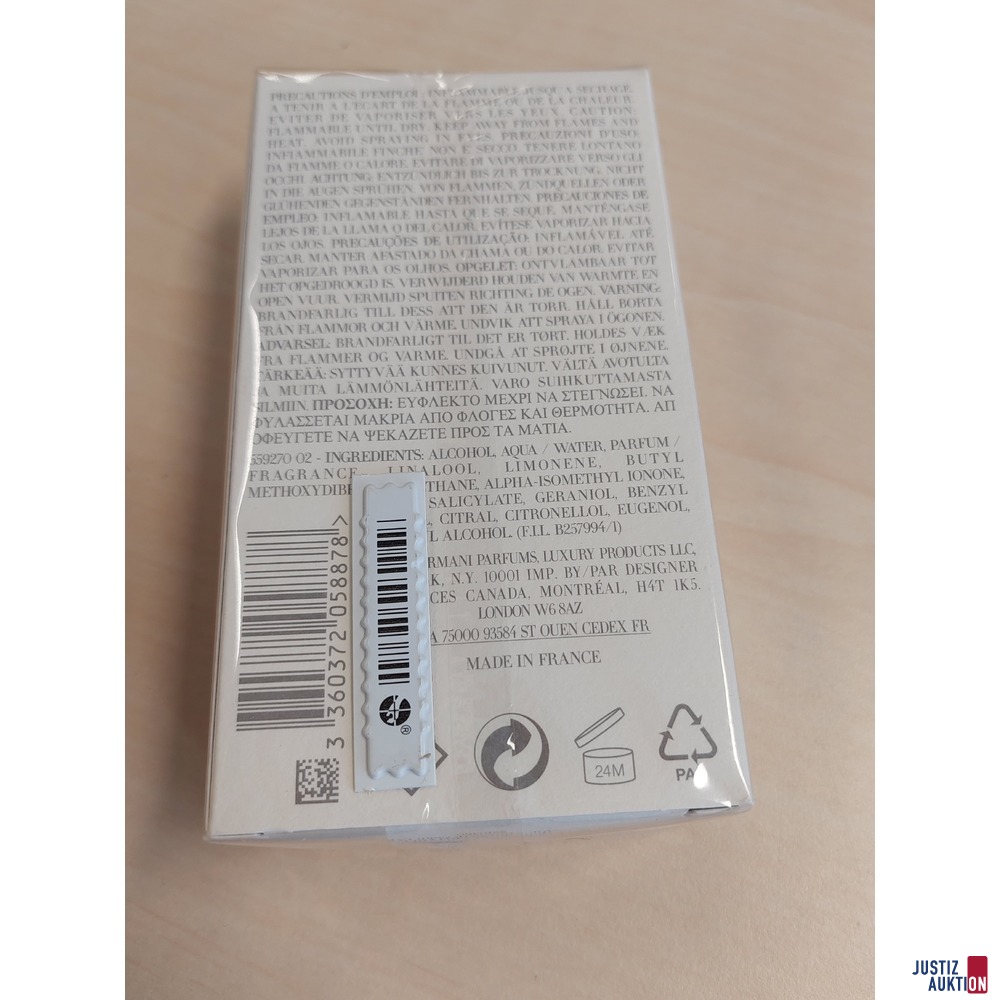 PRÉCAUTIONS D'EMPLOI: INFLAMMABLE JUSQU'À SÉCHAGE.
À TENIR À L'ÉCART DE LA FLAMME OU DE LA CHALEUR.
ÉVITER DE VAPORISER VERS LES YEUX. CAUTION:
FLAMMABLE UNTIL DRY. KEEP AWAY FROM FLAMES AND
HEAT. AVOID SPRAYING IN EYES. PRECAUZIONI D'USO:
INFIAMMABILE FINCHÉ NON È SECCO. TENERE LONTANO
DA FIAMME O CALORE. EVITARE DI VAPORIZZARE VERSO GLI
OCCHI. ACHTUNG: ENTZÜNDLICH BIS ZUR TROCKNUNG. NICHT
IN DIE AUGEN SPRÜHEN. VON FLAMMEN, ZÜNDQUELLEN ODER
GLÜHENDEN GEGENSTÄNDEN FERNHALTEN. PRECAUCIONES DE
EMPLEO: INFLAMABLE HASTA QUE SE SEQUE. MANTÉNGASE
LEJOS DE LA LLAMA O DEL CALOR. EVÍTESE VAPORIZAR HACIA
LOS OJOS. PRECAUÇÕES DE UTILIZAÇÃO: INFLAMÁVEL ATÉ
SECAR. MANTER AFASTADO DA CHAMA OU DO CALOR. EVITAR
VAPORIZAR PARA OS OLHOS. OPGELET: ONTVLAMBAAR TOT
HET OPGEDROOGD IS. VERWIJDERD HOUDEN VAN WARMTE EN
OPEN VUUR. VERMIJD SPUITEN RICHTING DE OGEN. VARNING:
BRANDFARLIG TILL DESS ATT DEN ÄR TORR. HÅLL BORTA
FRÅN FLAMMOR OCH VÄRME. UNDVIK ATT SPRAYA I ÖGONEN.
ADVARSEL: BRANDFARLIGT TIL DET ER TØRT. HOLDES VÆK
FRA FLAMMER OG VARME. UNDGÅ AT SPRØJTE I ØJNENE.
TÄRKEÄÄ: SYTTYVÄÄ KUNNES KUIVUNUT. VÄLTÄ AVOTULTA
JA MUITA LÄMMÖNLÄHTEITÄ. VARO SUIHKUTTAMASTA
SILMIIN. ΠΡΟΣΟΧΗ: ΕΥΦΛΕΚΤΟ ΜΕΧΡΙ ΝΑ ΣΤΕΓΝΩΣΕΙ. ΝΑ
ΦΥΛΑΣΣΕΤΑΙ ΜΑΚΡΙΑ ΑΠΟ ΦΛΟΓΕΣ ΚΑΙ ΘΕΡΜΟΤΗΤΑ. ΑΠ
ΟΦΕΥΓΕΤΕ ΝΑ ΨΕΚΑΖΕΤΕ ΠΡΟΣ ΤΑ ΜΑΤΙΑ.
559270 02 - INGREDIENTS: ALCOHOL, AQUA / WATER, PARFUM /
FRAGRANCE, LINALOOL, LIMONENE, BUTYL
METHOXYDIBE THANE, ALPHA-ISOMETHYL IONONE,
SALICYLATE, GERANIOL, BENZYL
, CITRAL, CITRONELLOL, EUGENOL,
L ALCOHOL. (F.I.L. B257994/1)
RMANI PARFUMS, LUXURY PRODUCTS LLC,
K, N.Y. 10001 IMP. BY/PAR DESIGNER
CES CANADA, MONTRÉAL, H4T 1K5.
LONDON W6 8AZ
A 75000 93584 ST OUEN CEDEX FR
MADE IN FRANCE
3 360372 058878 >
®
24M
PA
JUSTIZ
AUKTION